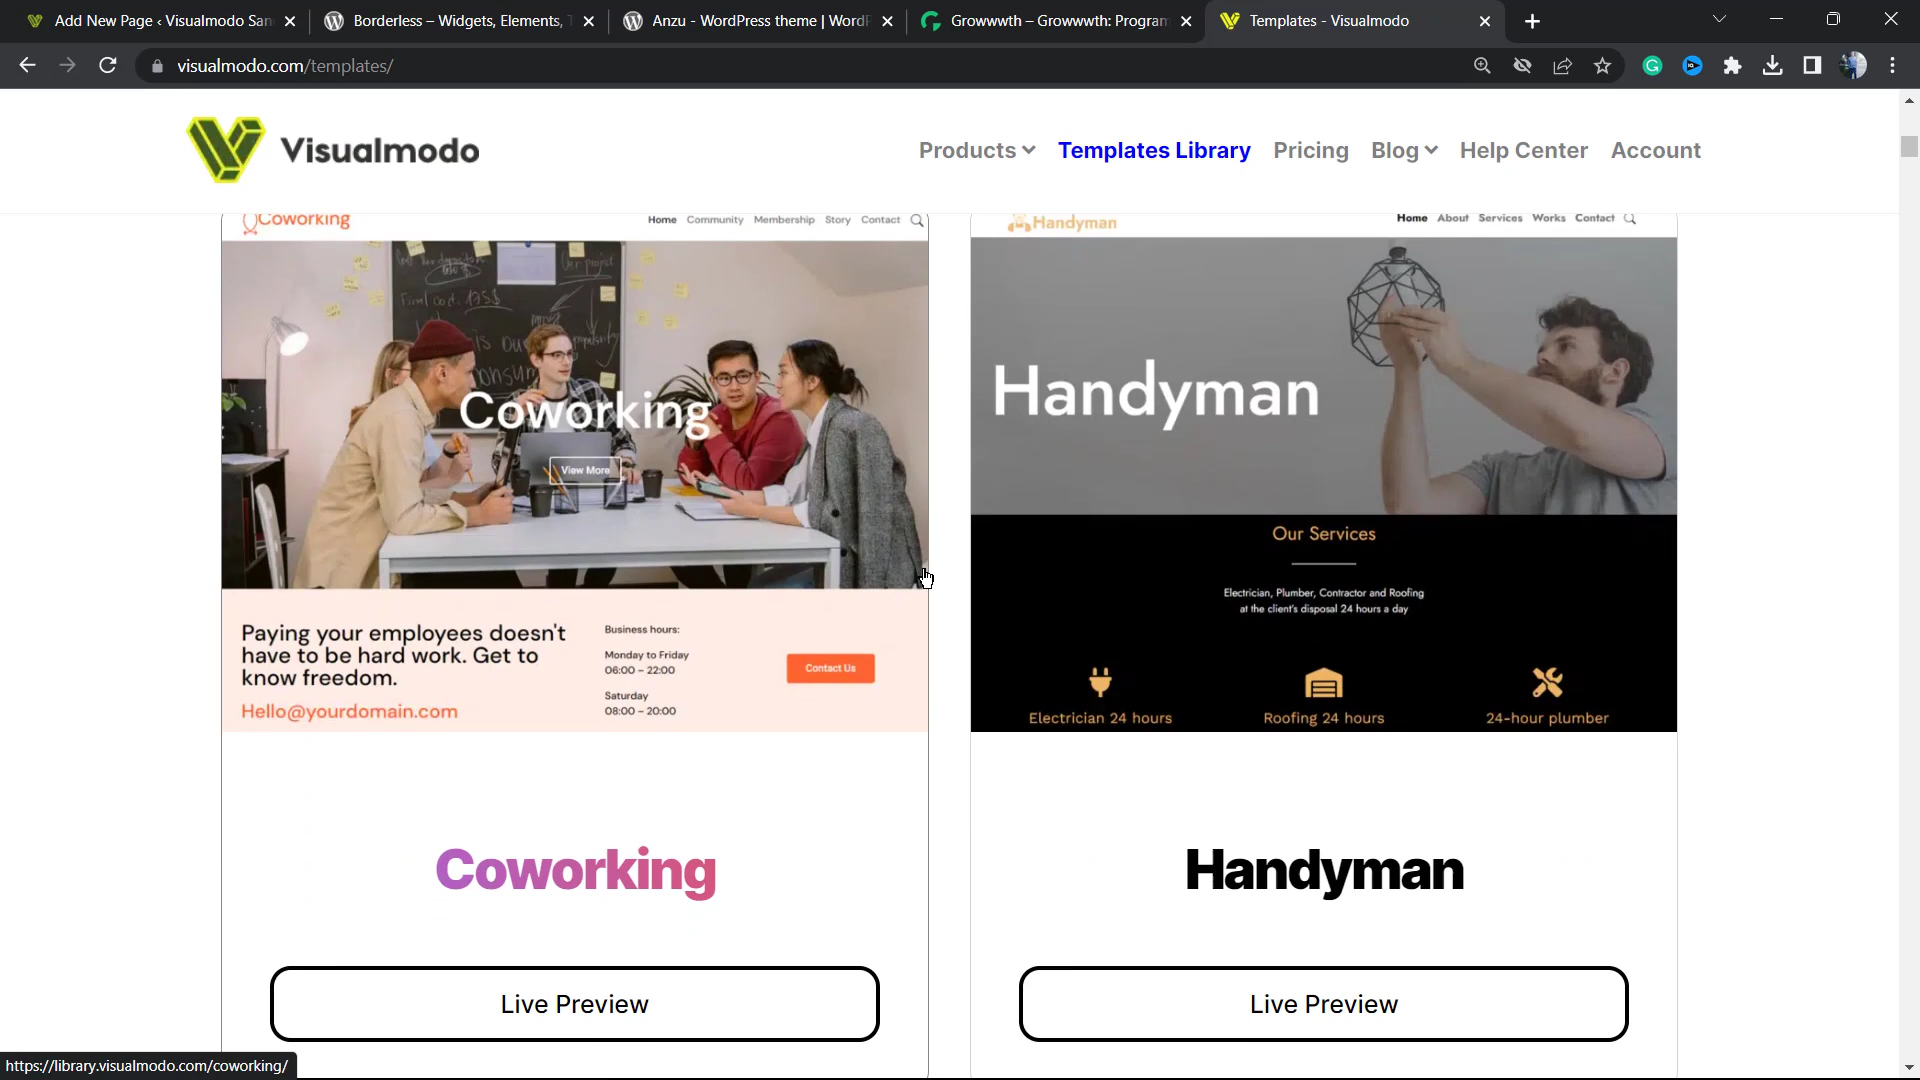 Add New Page ‹ Visualmodo San
Borderless – Widgets, Elements, T
Anzu - WordPress theme | WordP
Growwwth – Growwwth: Program
Templates - Visualmodo
visualmodo.com/templates/
Visualmodo
Products
Templates Library
Pricing
Blog
Help Center
Account
Coworking
Home Community Membership Story Contact
Coworking
View More
Paying your employees doesn't
have to be hard work. Get to
know freedom.
Hello@yourdomain.com
Business hours:
Monday to Friday
06:00 – 22:00
Saturday
08:00 – 20:00
Contact Us
Coworking
Live Preview
Handyman
Home About Services Works Contact
Handyman
Our Services
Electrician, Plumber, Contractor and Roofing
at the client's disposal 24 hours a day
Electrician 24 hours
Roofing 24 hours
24-hour plumber
Handyman
Live Preview
https://library.visualmodo.com/coworking/